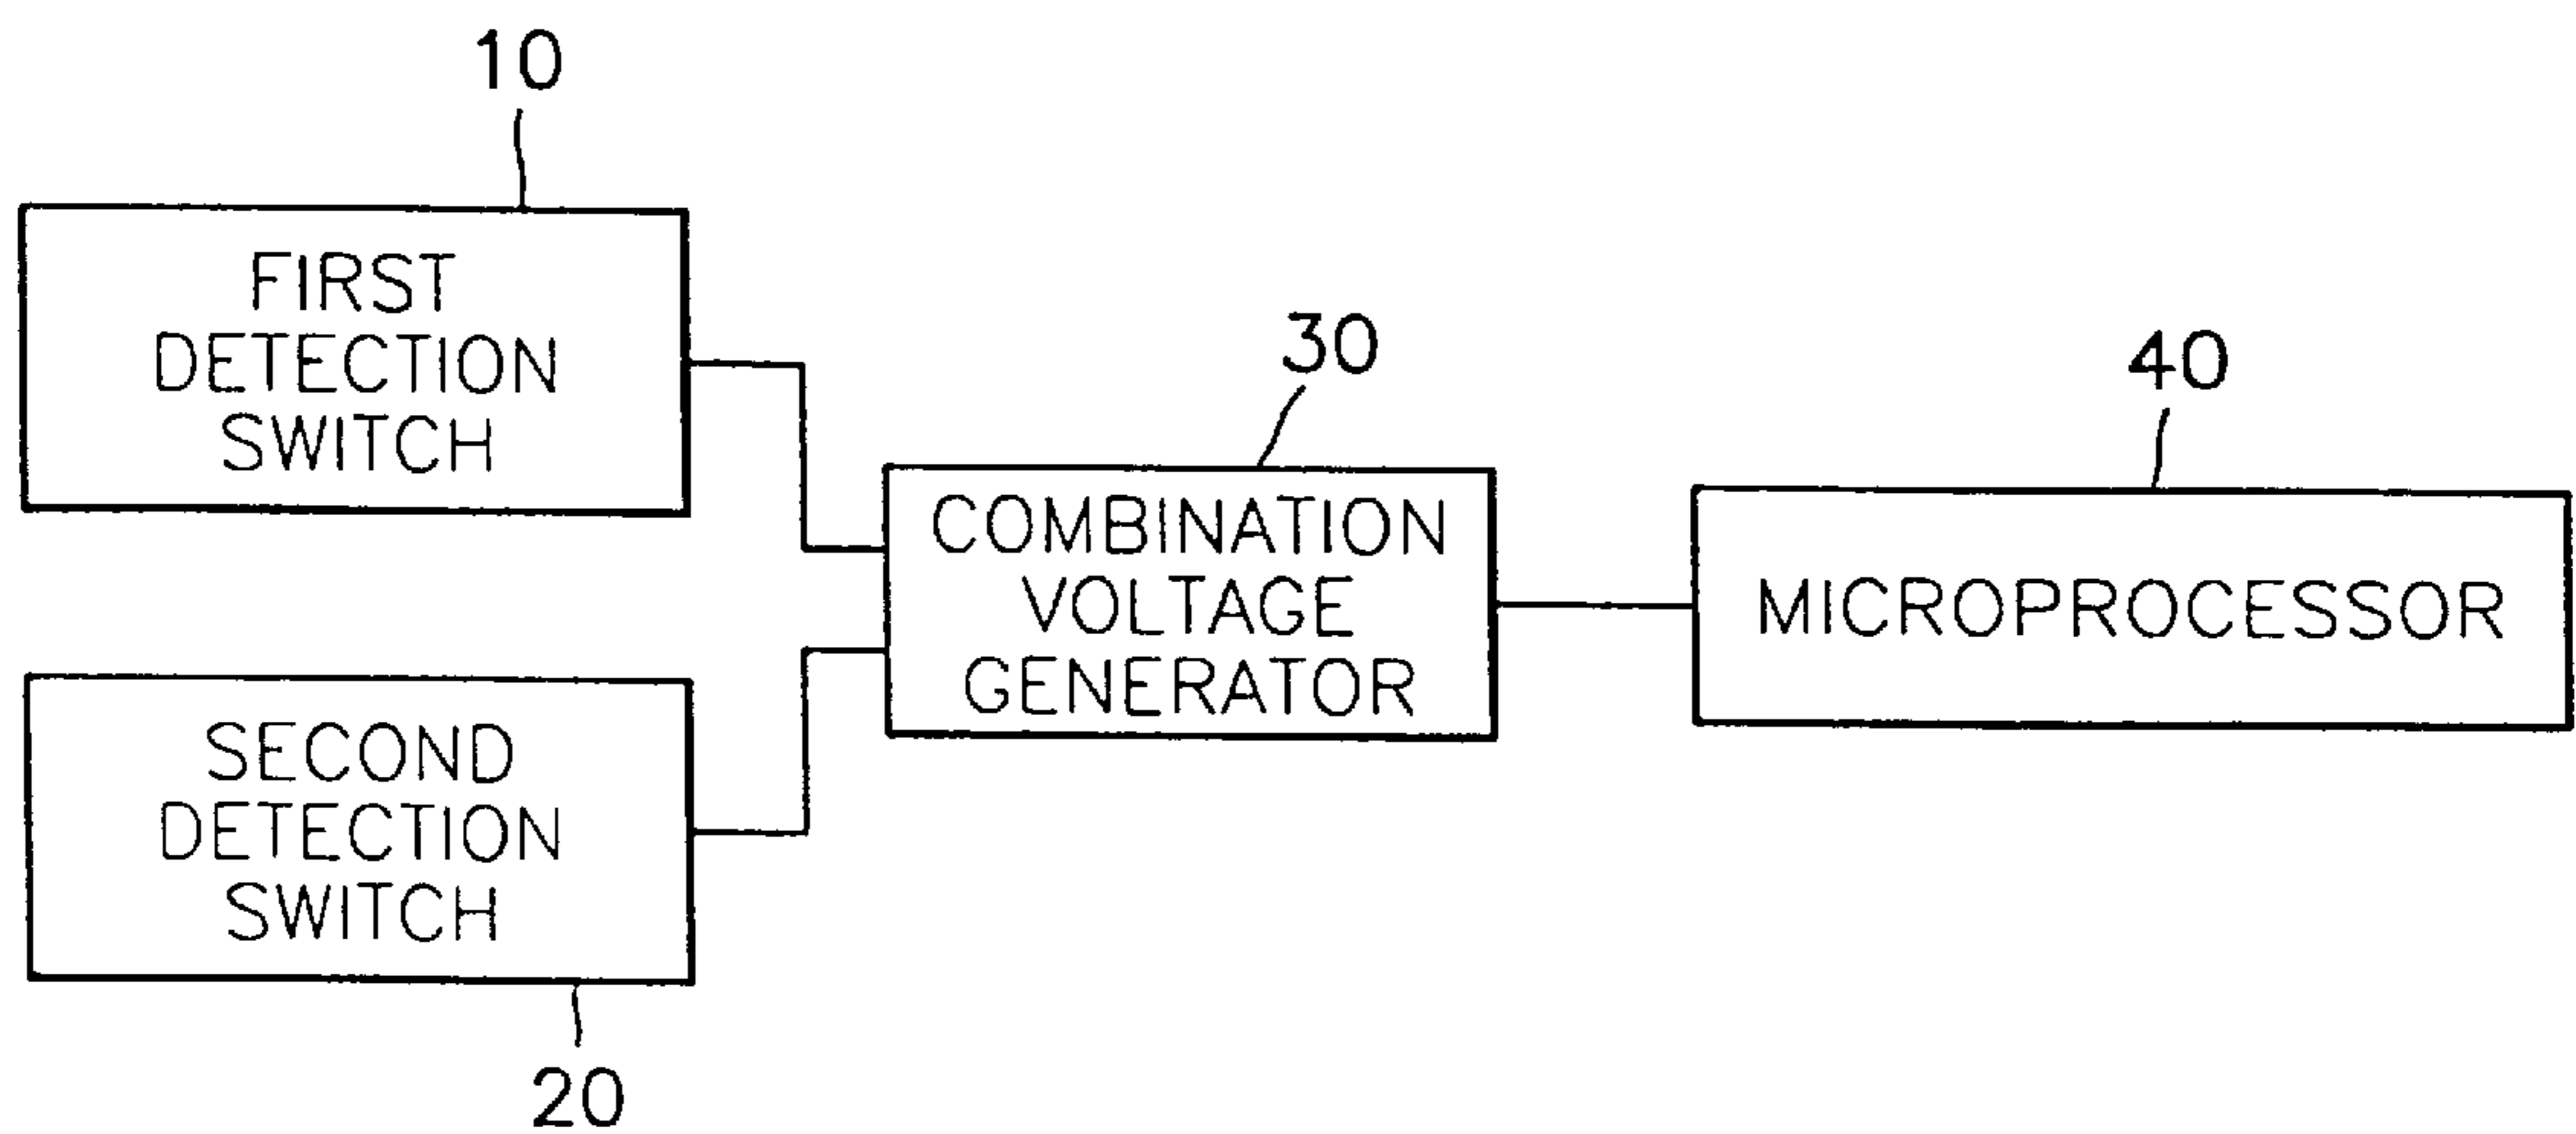 10
FIRST
DETECTION
SWITCH
30
COMBINATION
VOLTAGE
GENERATOR
40
MICROPROCESSOR
SECOND
DETECTION
SWITCH
20